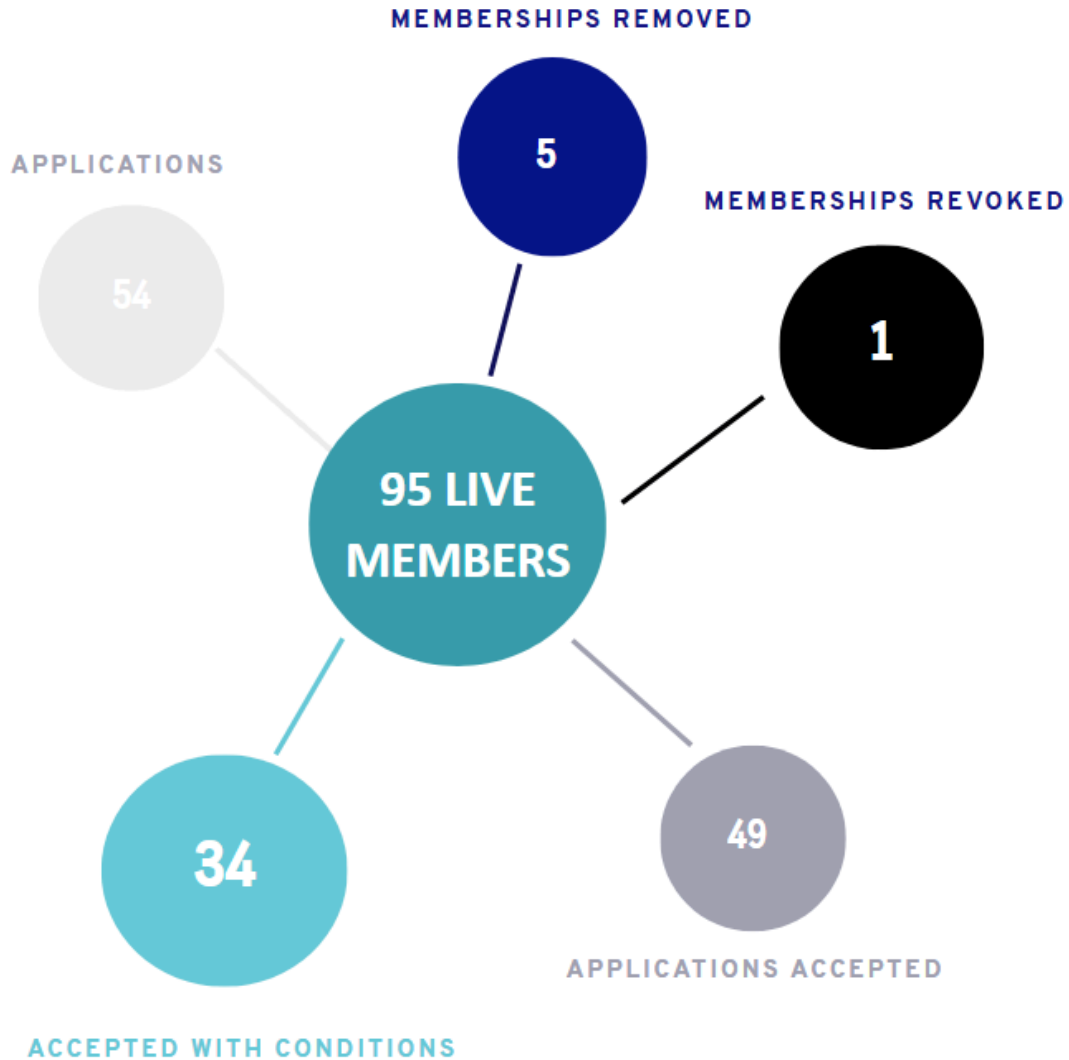 MEMBERSHIPS REMOVED
5
APPLICATIONS
54
MEMBERSHIPS REVOKED
1
95 LIVE
MEMBERS
34
ACCEPTED WITH CONDITIONS
49
APPLICATIONS ACCEPTED